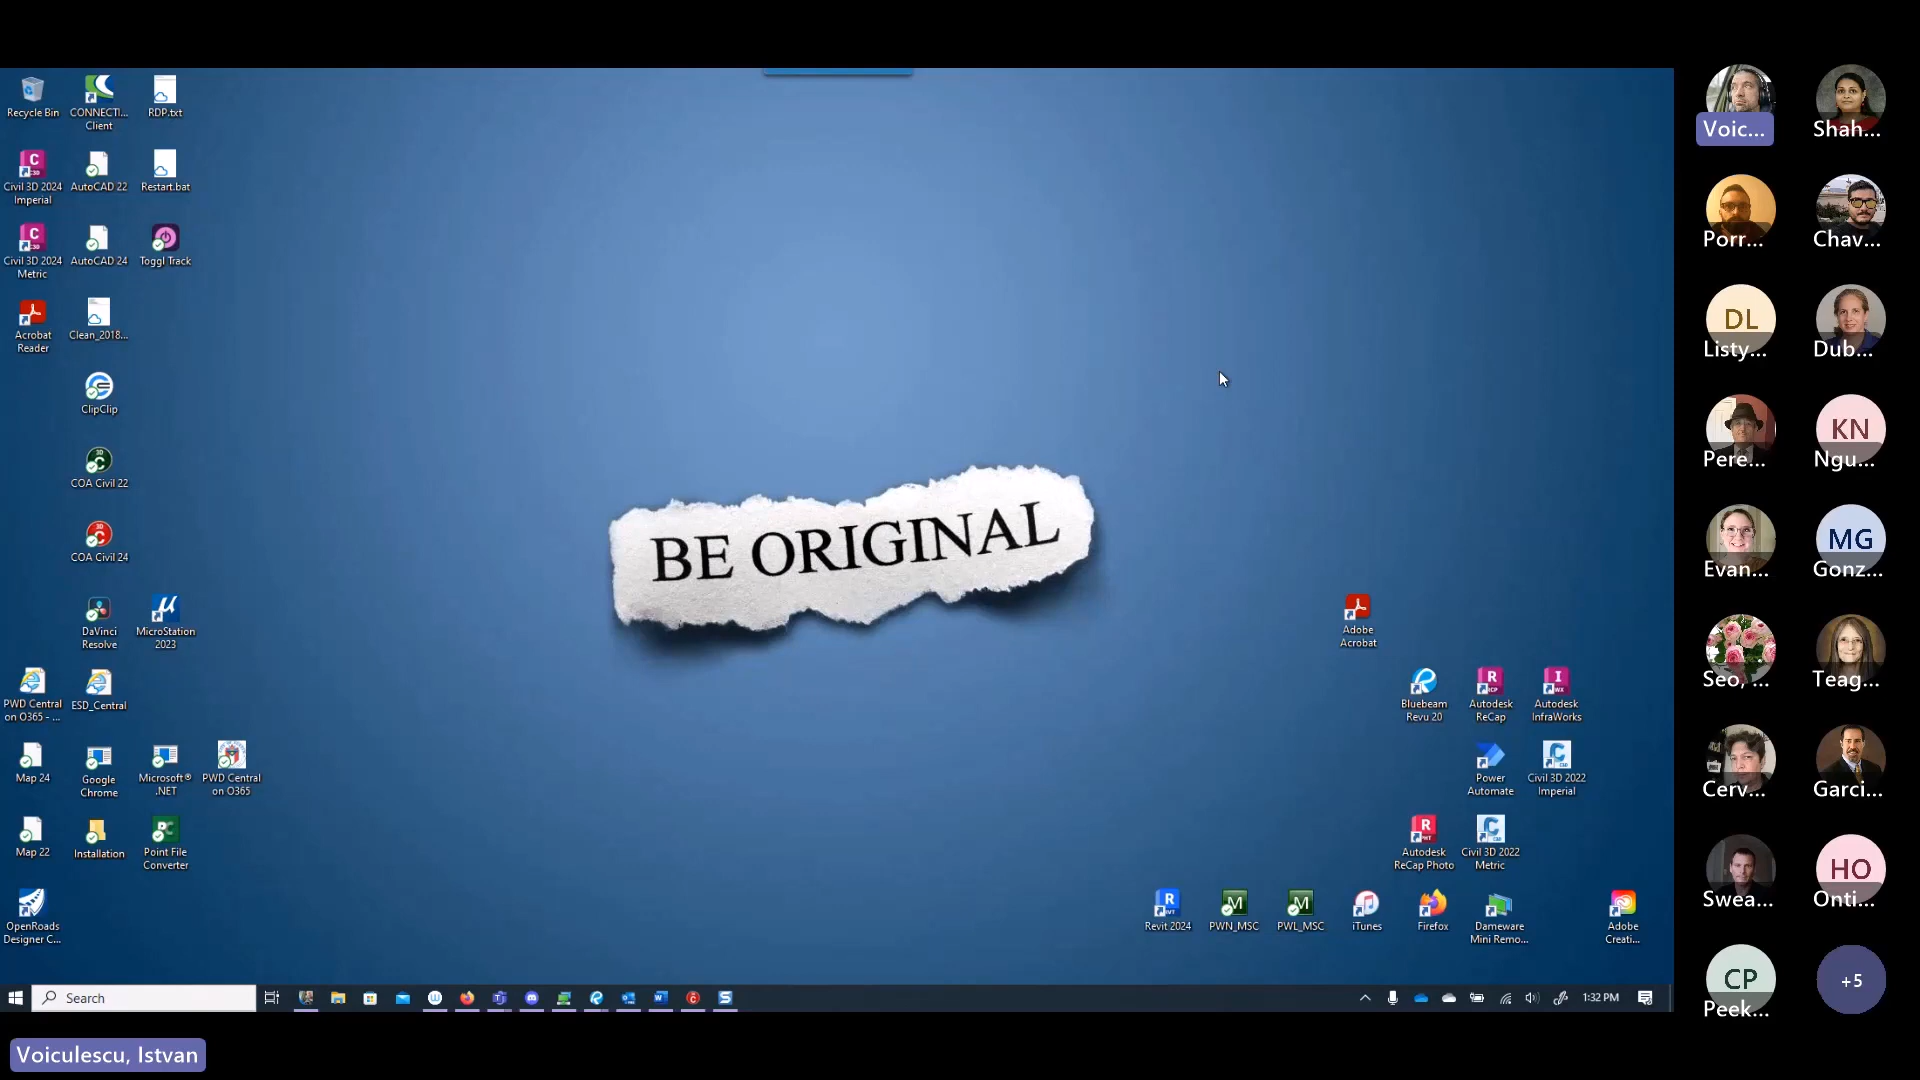 Recycle Bin
CONNECTI...
Client
RDP.txt
Civil 3D 2024
Imperial
AutoCAD 22
Restart.bat
Civil 3D 2024
Metric
AutoCAD 24
Toggl Track
Acrobat
Reader
Clean_2018...
ClipClip
COA Civil 22
COA Civil 24
DaVinci
Resolve
MicroStation
2023
PWD Central
on O365 - ...
ESD_Central
Map 24
Google
Chrome
Microsoft®
.NET
PWD Central
on O365
Map 22
Installation
Point File
Converter
OpenRoads
Designer C...
BE ORIGINAL
Adobe
Acrobat
Bluebeam
Revu 20
Autodesk
ReCap
Autodesk
InfraWorks
Power
Automate
Civil 3D 2022
Imperial
Autodesk
ReCap Photo
Civil 3D 2022
Metric
Revit 2024
PWN_MSC
PWL_MSC
iTunes
Firefox
Dameware
Mini Remo...
Adobe
Creati...
Search
1:32 PM
Voiculescu, Istvan
Voic...
Shah...
Porr...
Chav...
DL
Listy...
Dub...
Pere...
KN
Ngu...
Evan...
MG
Gonz...
Seo, ...
Teag...
Cerv...
Garci...
Swea...
HO
Onti...
CP
Peek...
+5